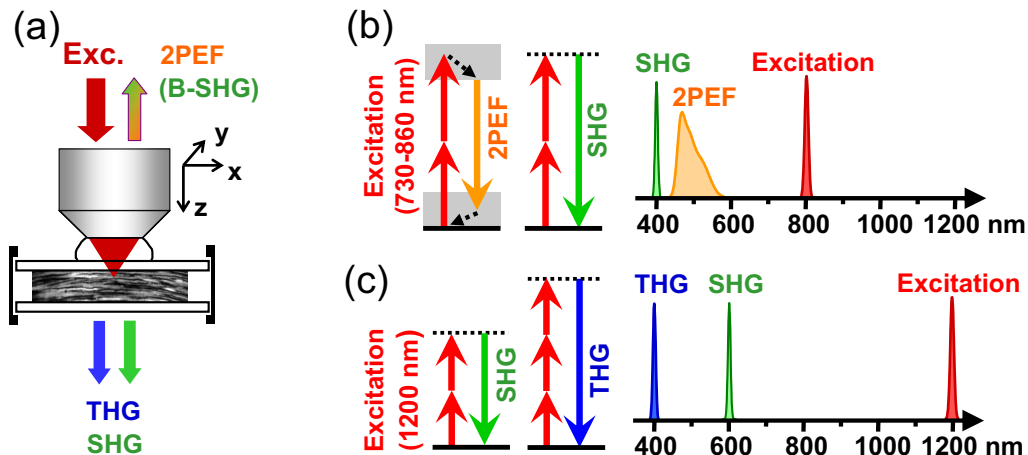 (a)
Exc.
2PEF
(B-SHG)
y
x
z
THG
SHG
(b)
Excitation
(730-860 nm)
2PEF
SHG
SHG
2PEF
Excitation
400 600 800 1000 1200 nm
(c)
Excitation
(1200 nm)
SHG
THG
THG SHG Excitation
400 600 800 1000 1200 nm